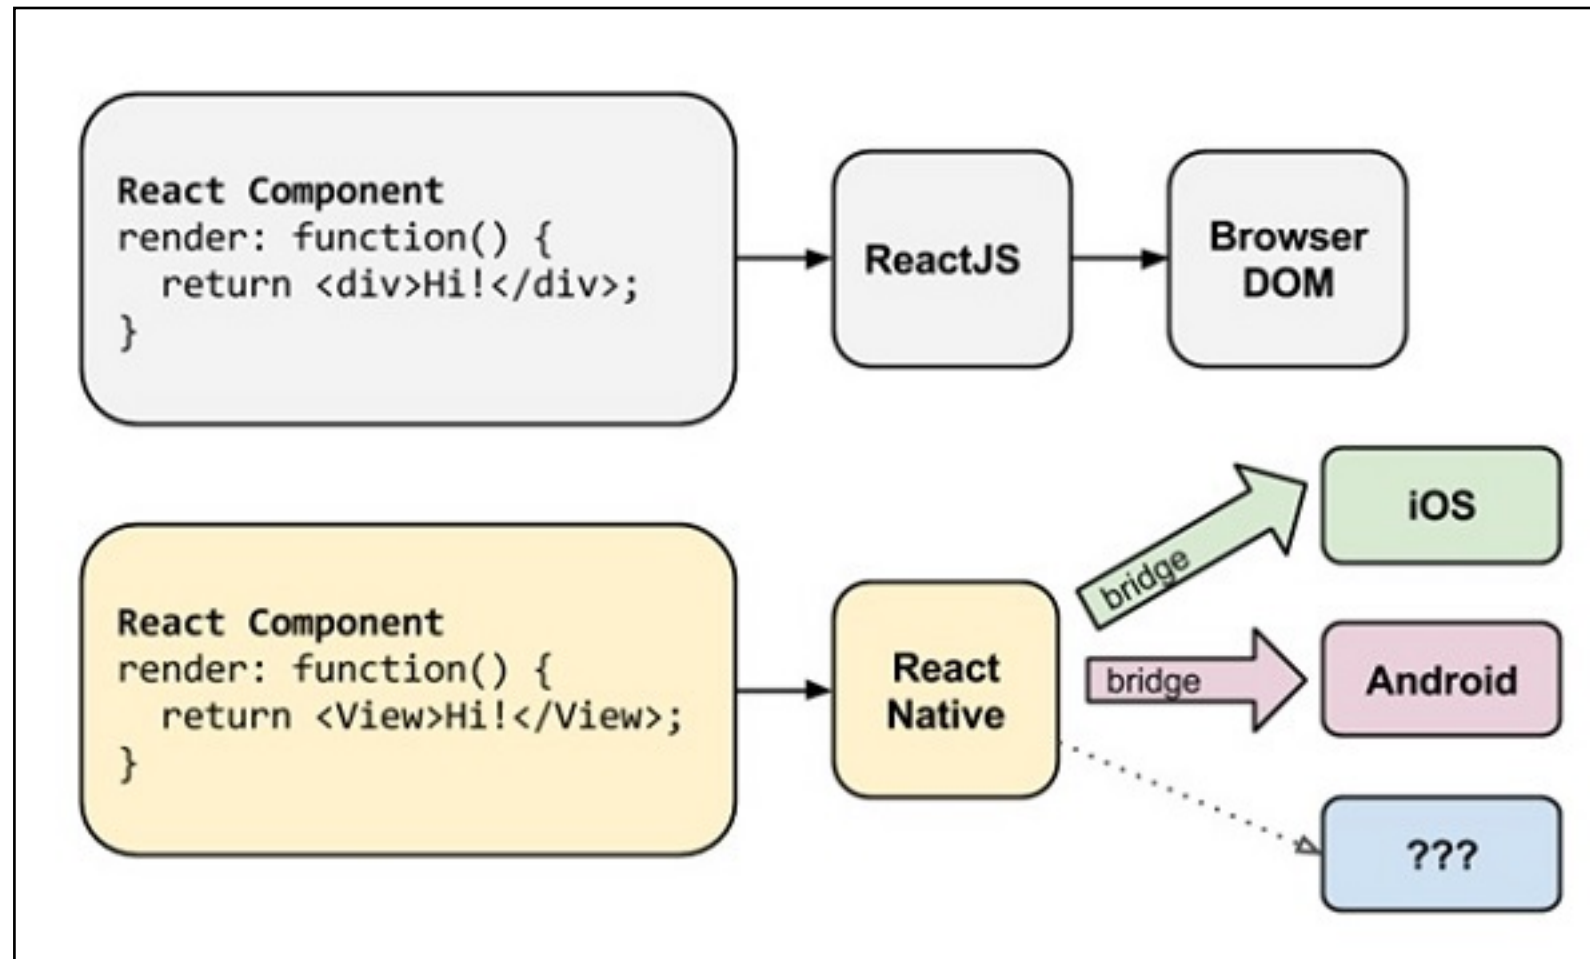 React Component
render: function() {
  return <div>Hi!</div>;
}
ReactJS
Browser
DOM
React Component
render: function() {
  return <View>Hi!</View>;
}
React
Native
bridge
iOS
bridge
Android
???